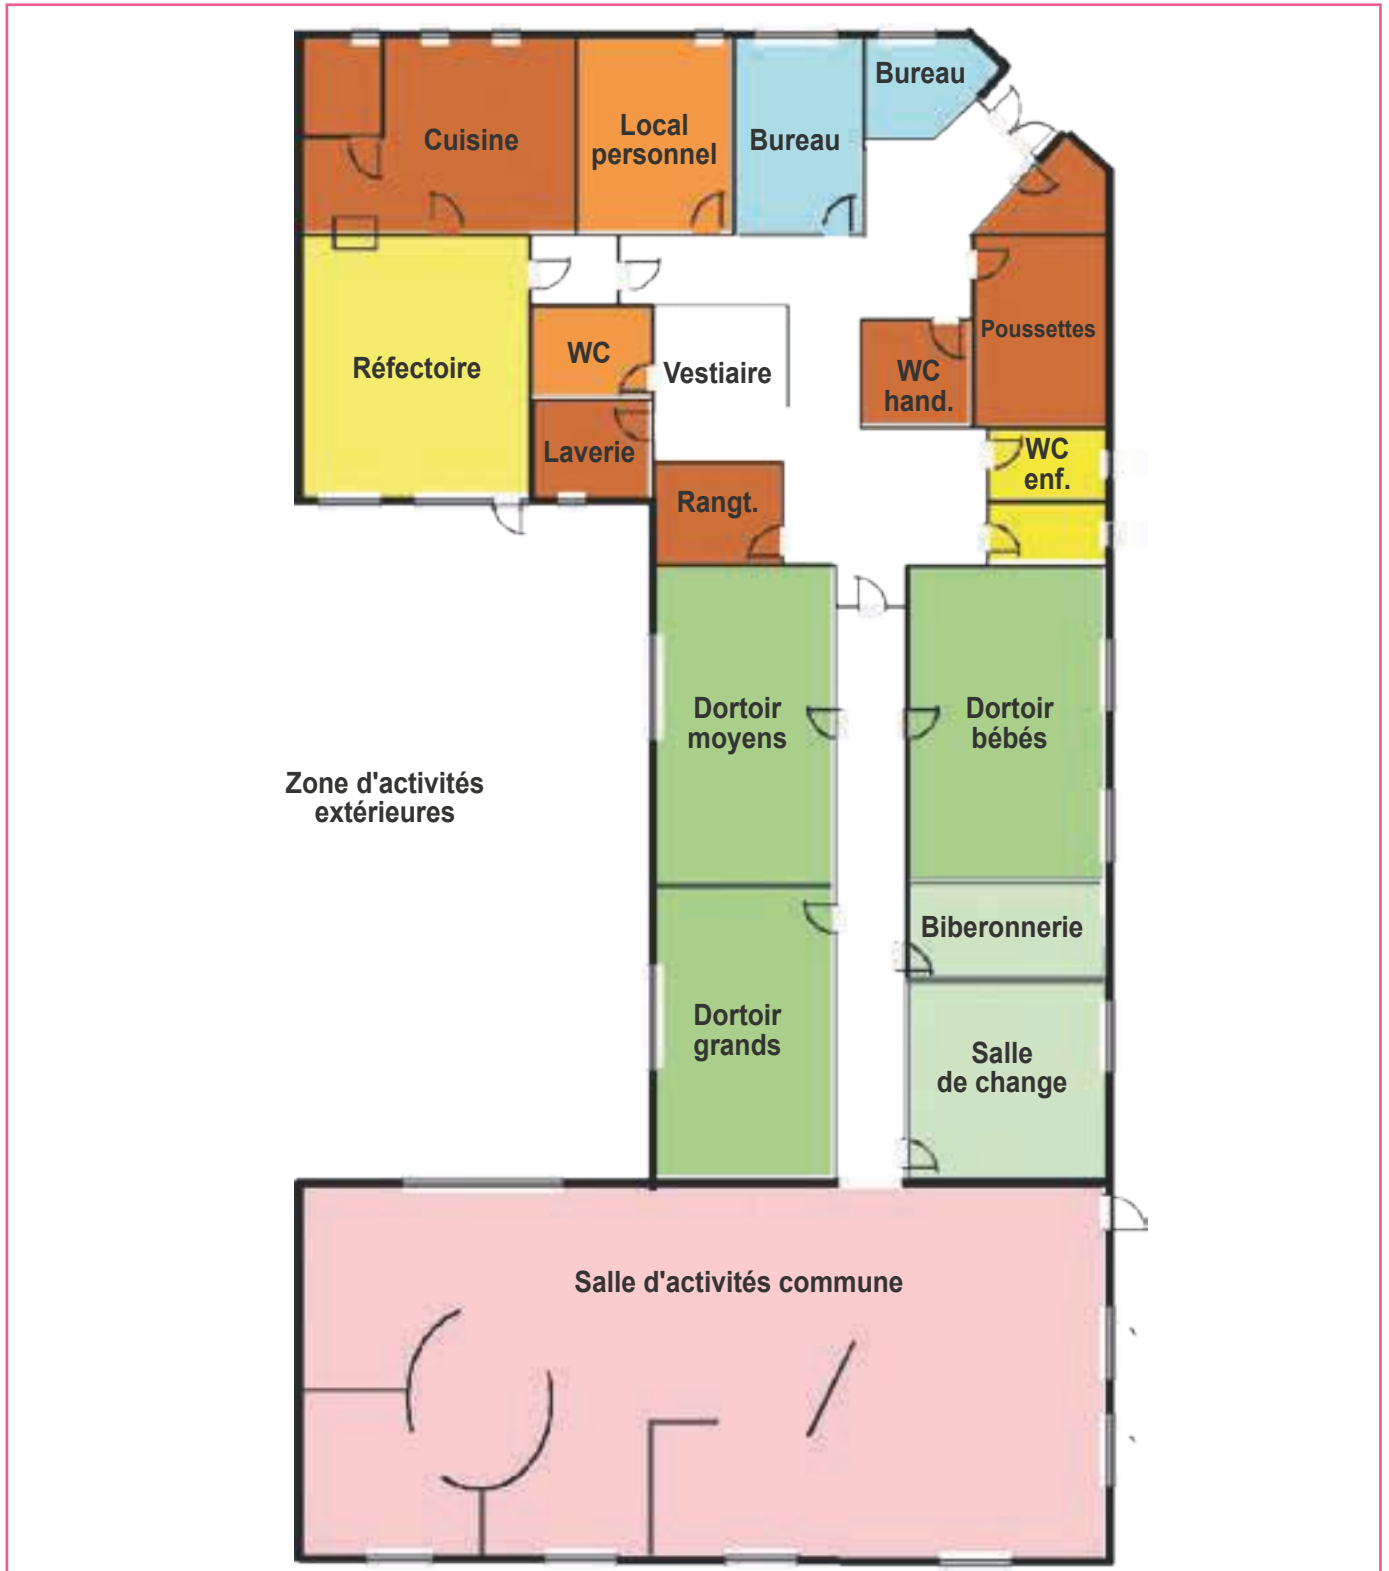 Bureau
Cuisine
Local
personnel
Bureau
Réfectoire
WC
Vestiaire
WC
hand.
Poussettes
Laverie
Rangt.
WC
enf.
Dortoir
moyens
Dortoir
bébés
Zone d'activités
extérieures
Biberonnerie
Dortoir
grands
Salle
de change
Salle d'activités commune